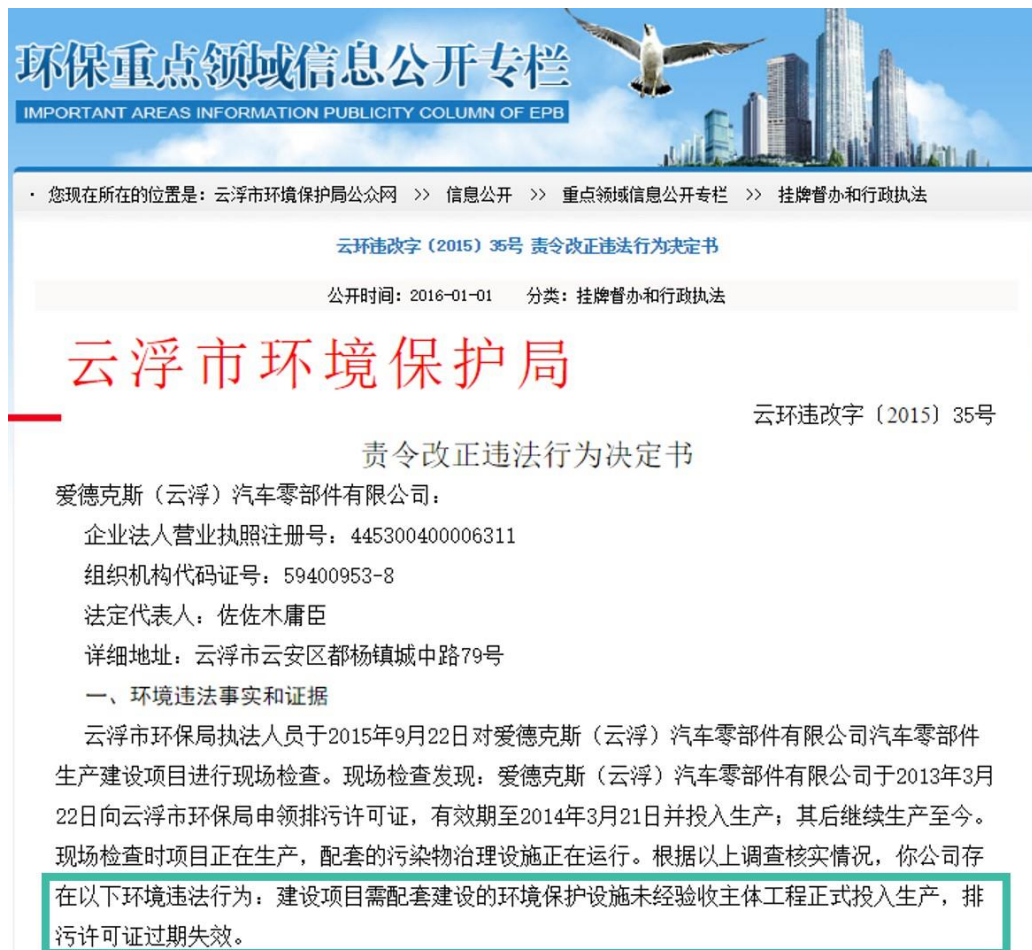 环保重点领域信息公开专栏
IMPORTANT AREAS INFORMATION PUBLICITY COLUMN OF EPB
· 您现在所在的位置是：云浮市环境保护局公众网 >> 信息公开 >> 重点领域信息公开专栏 >> 挂牌督办和行政执法
云环违改字〔2015〕35号 责令改正违法行为决定书
公开时间：2016-01-01 分类：挂牌督办和行政执法
云浮市环境保护局
云环违改字〔2015〕35号
责令改正违法行为决定书
爱德克斯（云浮）汽车零部件有限公司：
企业法人营业执照注册号：445300400006311
组织机构代码证号：59400953-8
法定代表人：佐佐木庸臣
详细地址：云浮市云安区都杨镇城中路79号
一、环境违法事实和证据
云浮市环保局执法人员于2015年9月22日对爱德克斯（云浮）汽车零部件有限公司汽车零部件
生产建设项目进行现场检查。现场检查发现：爱德克斯（云浮）汽车零部件有限公司于2013年3月
22日向云浮市环保局申领排污许可证，有效期至2014年3月21日并投入生产；其后继续生产至今。
现场检查时项目正在生产，配套的污染物治理设施正在运行。根据以上调查核实情况，你公司存
在以下环境违法行为：建设项目需配套建设的环境保护设施未经验收主体工程正式投入生产，排
污许可证过期失效。